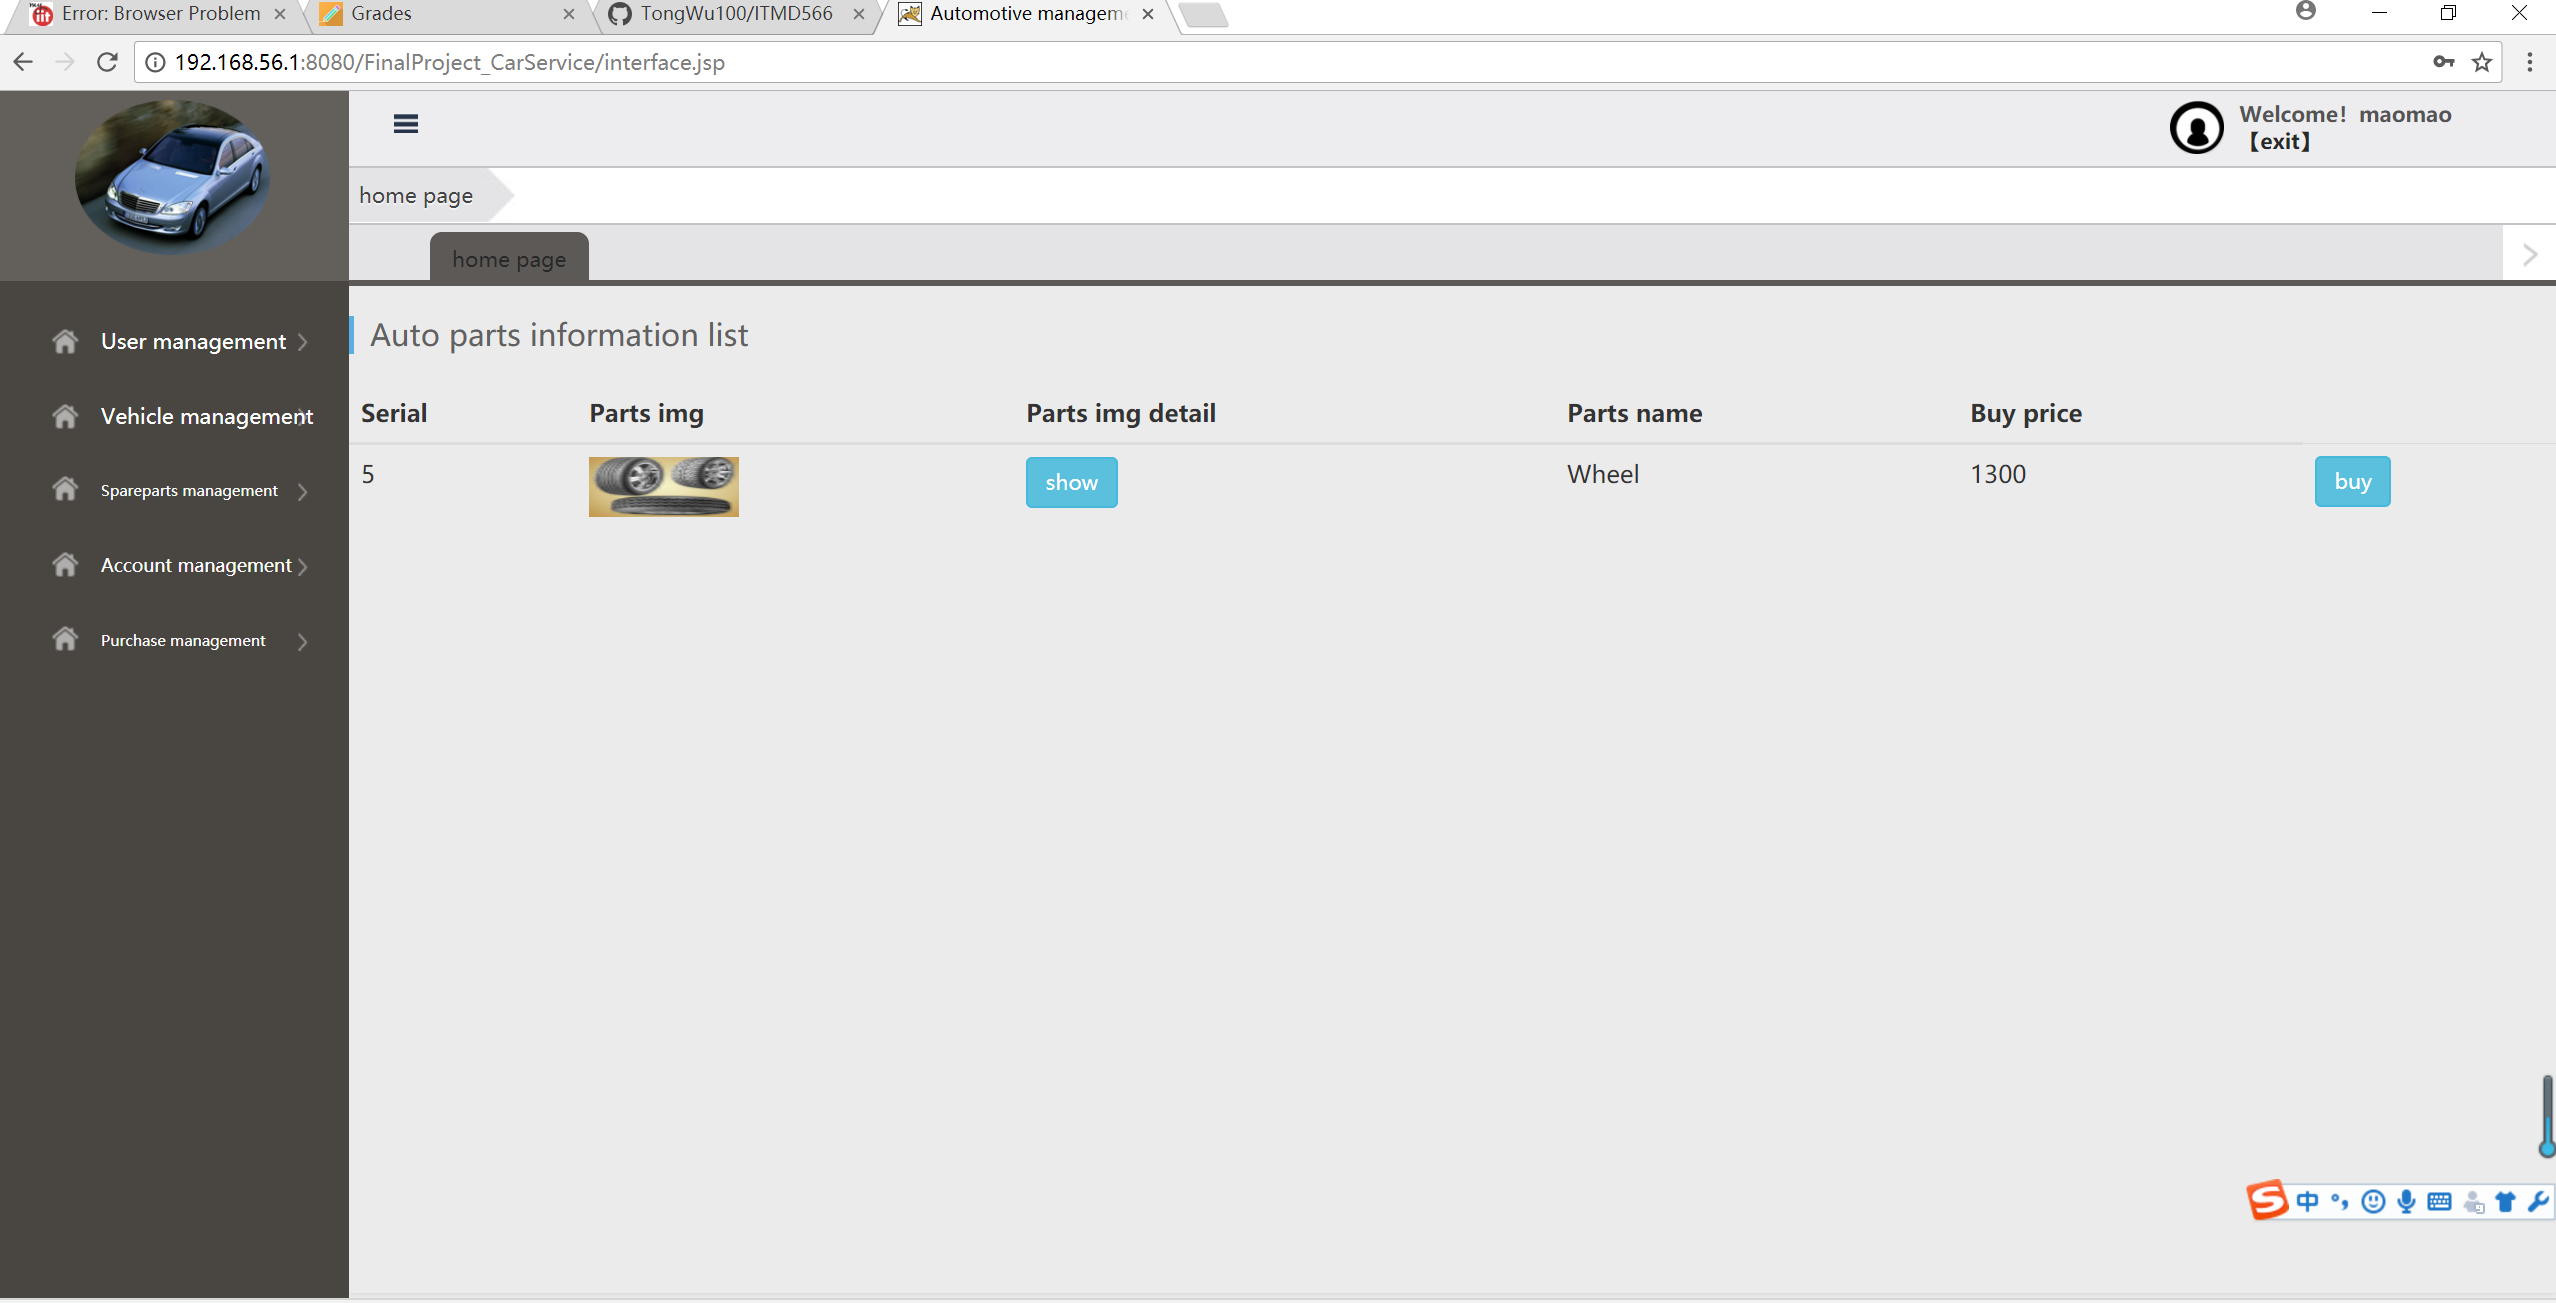 Error: Browser Problem
Grades
TongWu100/ITMD566
Automotive managem
192.168.56.1:8080/FinalProject_CarService/interface.jsp
Welcome! maomao
【exit】
home page
home page
User management
Vehicle management
Spareparts management
Account management
Purchase management
Auto parts information list
Serial Parts img Parts img detail Parts name Buy price
5 show Wheel 1300 buy
中